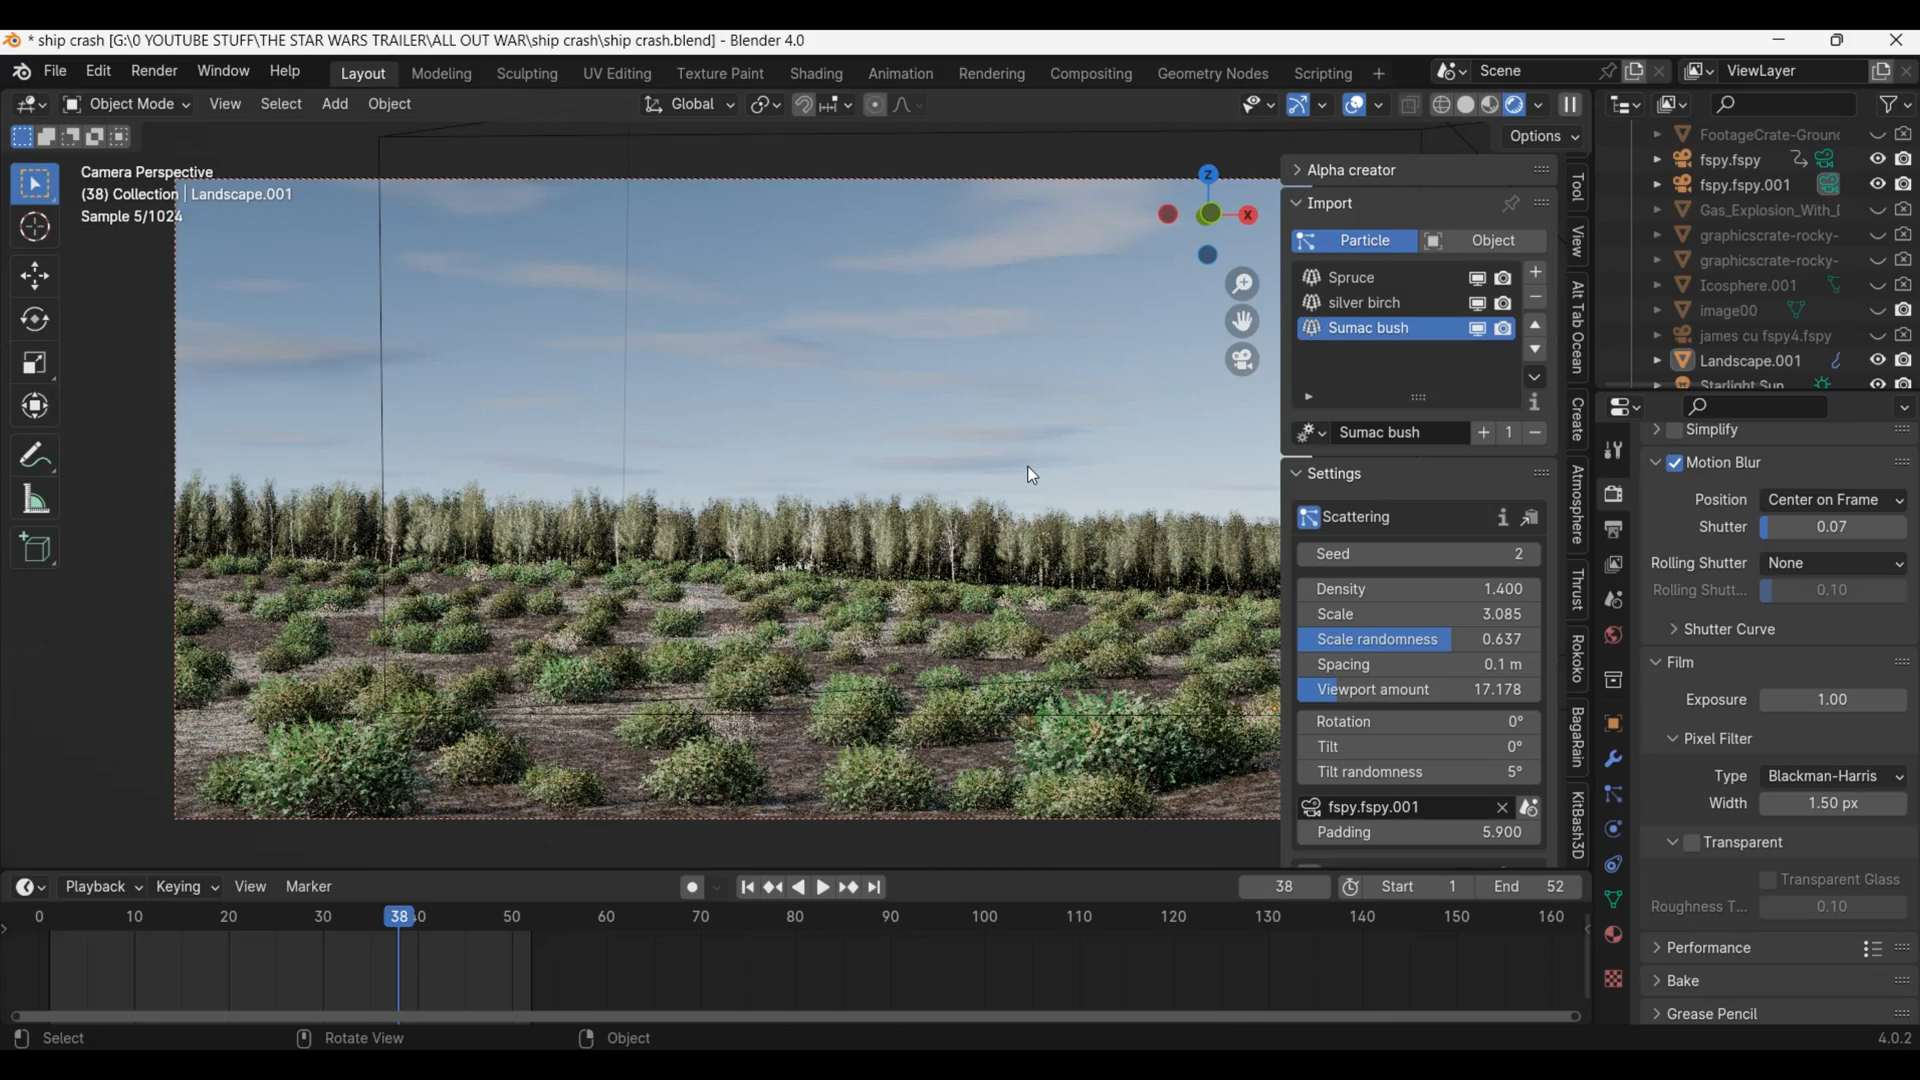 * ship crash [G:\0 YOUTUBE STUFF\THE STAR WARS TRAILER\ALL OUT WAR\ship crash\ship crash.blend] - Blender 4.0
File Edit Render Window Help Layout Modeling Sculpting UV Editing Texture Paint Shading Animation Rendering Compositing Geometry Nodes Scripting + Scene ViewLayer
Object Mode View Select Add Object Global
Options
Camera Perspective
(38) Collection | Landscape.001
Sample 5/1024
Z
X
Alpha creator
Import
Particle Object
Spruce
silver birch
Sumac bush
Sumac bush 1
Settings
Scattering
Seed 2
Density 1.400
Scale 3.085
Scale randomness 0.637
Spacing 0.1 m
Viewport amount 17.178
Rotation 0°
Tilt 0°
Tilt randomness 5°
fspy.fspy.001
Padding 5.900
Tool
View
Alt Tab Ocean
Create
Atmosphere
Thrust
Rokoko
BagaRain
KitBash3D
FootageCrate-Ground
fspy.fspy
fspy.fspy.001
Gas_Explosion_With_
graphicscrate-rocky-
graphicscrate-rocky-
Icosphere.001
image00
james cu fspy4.fspy
Landscape.001
Starlight Sun
Simplify
Motion Blur
Position Center on Frame
Shutter 0.07
Rolling Shutter None
Rolling Shutt... 0.10
Shutter Curve
Film
Exposure 1.00
Pixel Filter
Type Blackman-Harris
Width 1.50 px
Transparent
Transparent Glass
Roughness T... 0.10
Performance
Bake
Grease Pencil
Playback Keying View Marker 38 Start 1 End 52
0 10 20 30 38 40 50 60 70 80 90 100 110 120 130 140 150 160
Select Rotate View Object 4.0.2